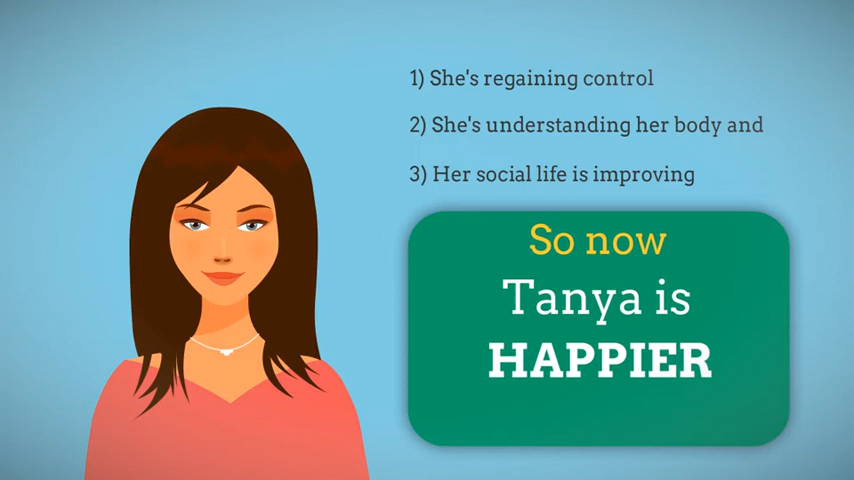 1) She's regaining control
2) She's understanding her body and
3) Her social life is improving
So now
Tanya is
HAPPIER